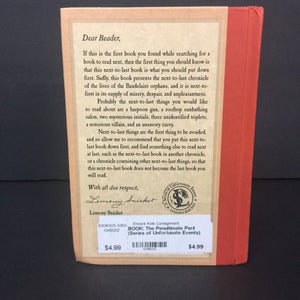 Dear Reader,
If this is the first book you found while searching for
a book to read next, then the first thing you should know is
that this next-to-last book is what you should put down
first. Sadly, this book presents the next-to-last chronicle
of the lives of the Baudelaire orphans, and it is next-to-
first in its supply of misery, despair, and unpleasantness.
Probably the next-to-last things you would like
to read about are a harpoon gun, a rooftop sunbathing
salon, two mysterious initials, three unidentified triplets,
a notorious villain, and an unsavory curry.
Next-to-last things are the first thing to be avoided,
and so allow me to recommend that you put this next-to-
last book down first, and find something else to read next
at last, such as the next-to-last book in another chronicle,
or a chronicle containing other next-to-last things, so that
this next-to-last book does not become the last book you
will read.
With all due respect,
Lemony Snicket
Lemony Snicket
Encore Kids Consignment
BOOK: The Penultimate Peril
(Series of Unfortunate Events)
$4.99
$4.99